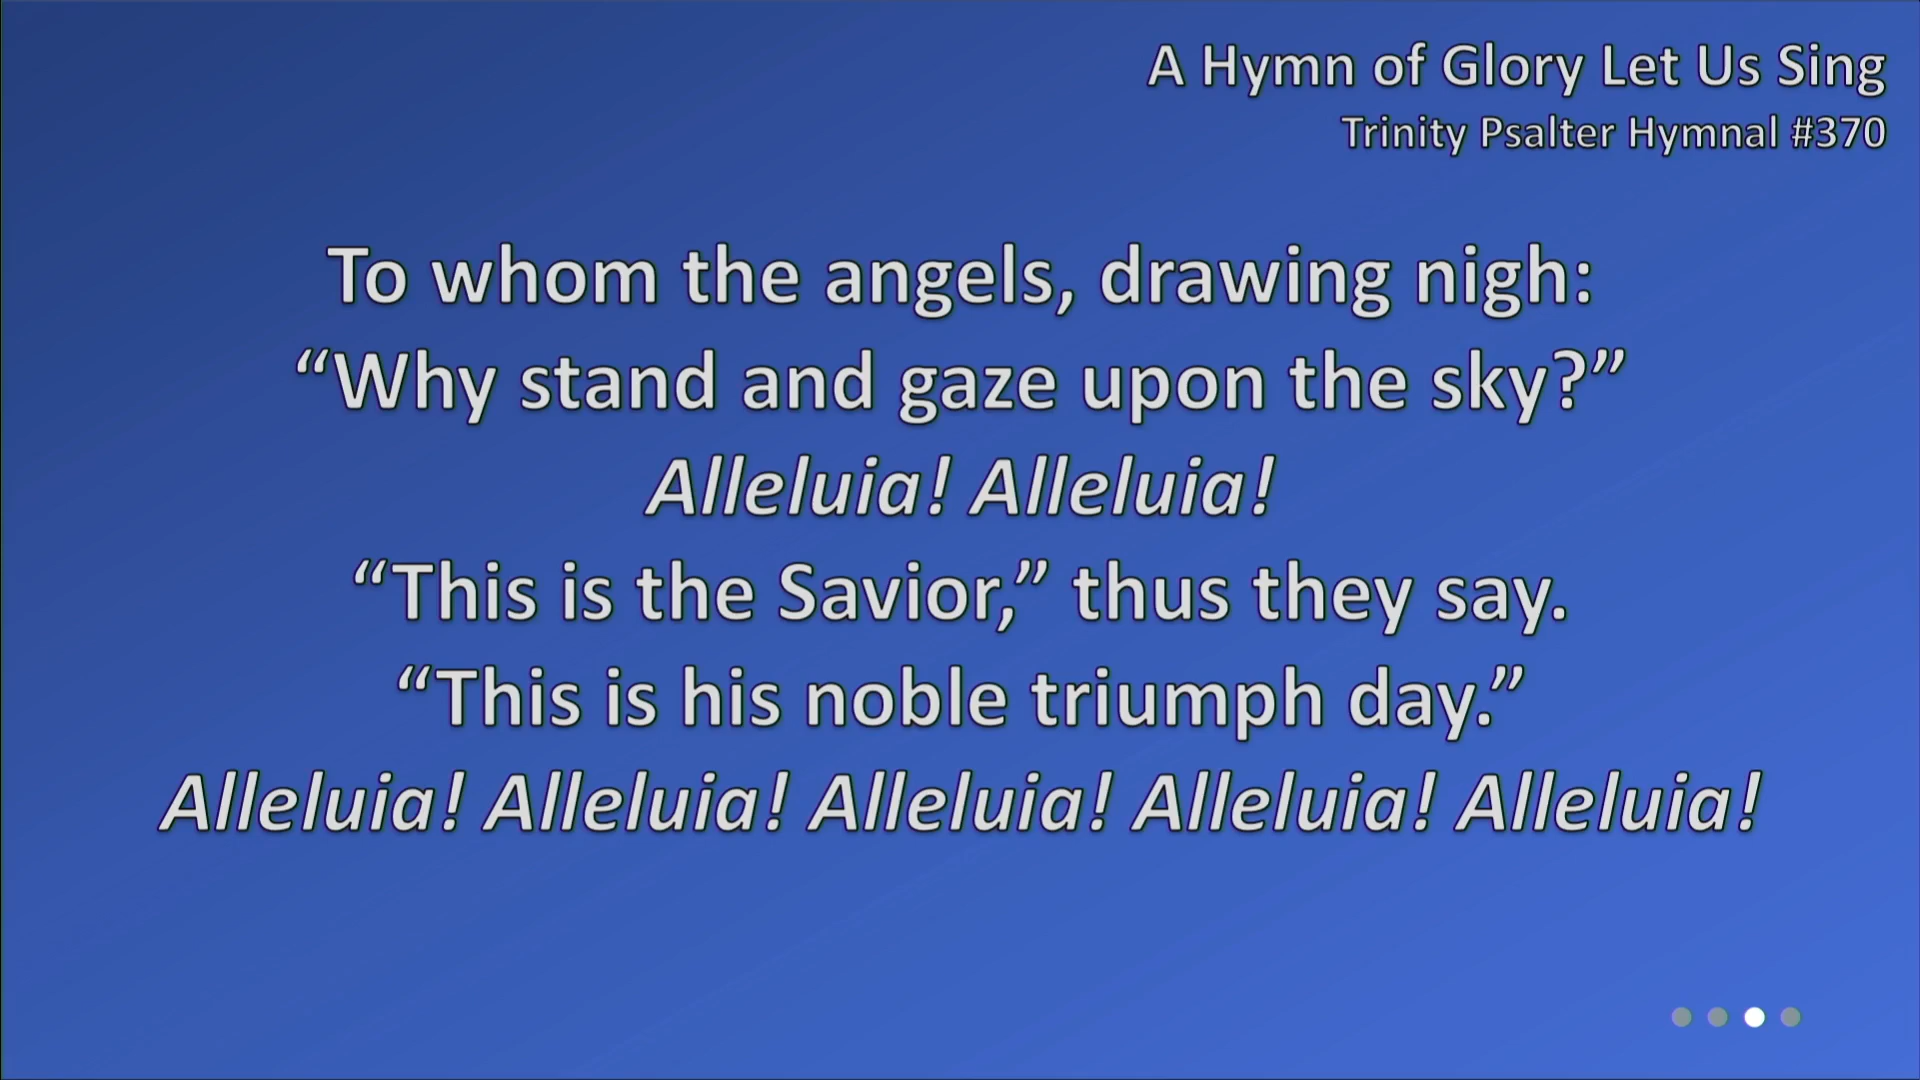 A Hymn of Glory Let Us Sing
Trinity Psalter Hymnal #370
To whom the angels, drawing nigh:
“Why stand and gaze upon the sky?”
Alleluia! Alleluia!
“This is the Savior,” thus they say.
“This is his noble triumph day.”
Alleluia! Alleluia! Alleluia! Alleluia! Alleluia!